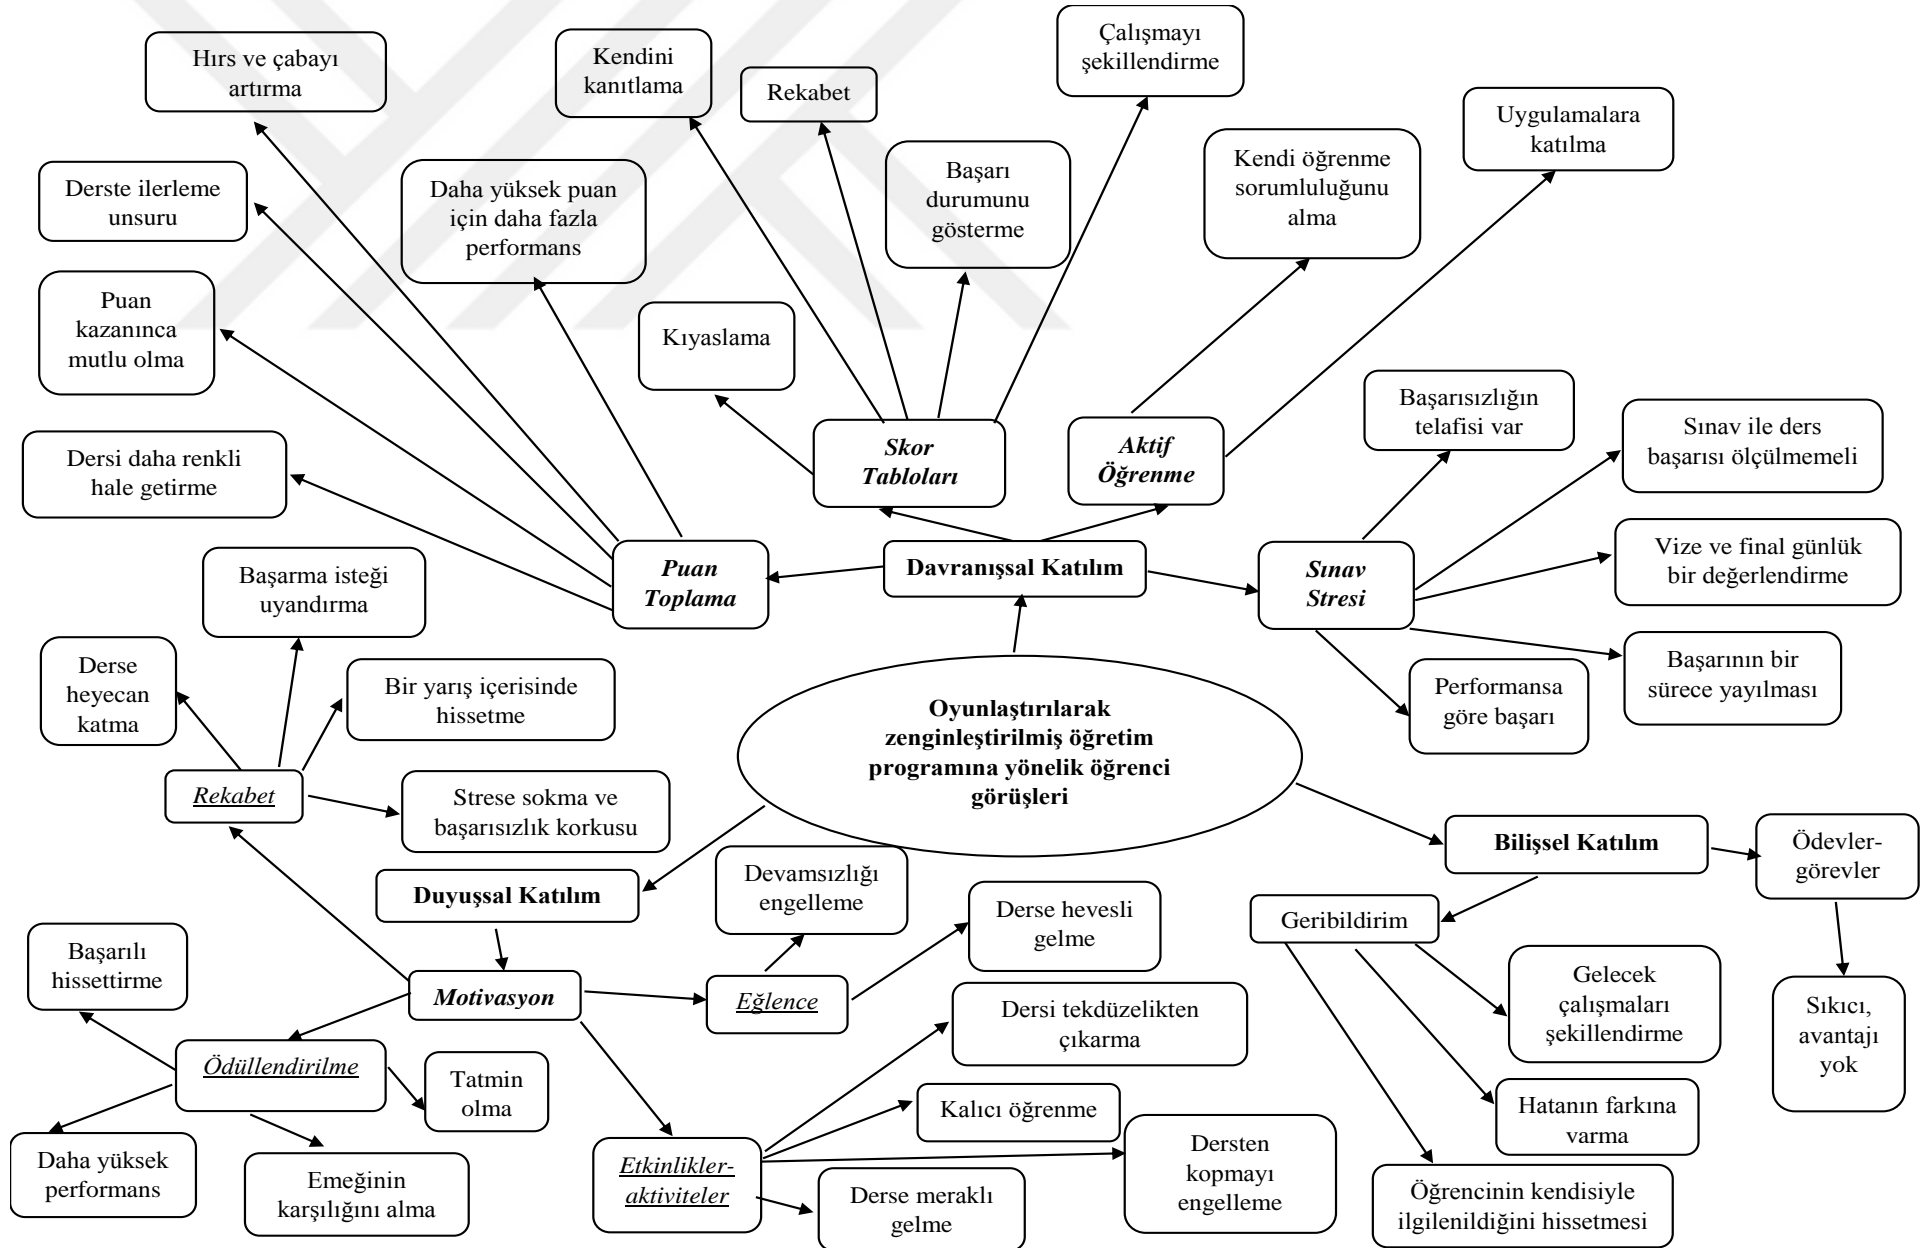 Hırs ve çabayı
artırma
Kendini
kanıtlama
Rekabet
Çalışmayı
şekillendirme
Uygulamalara
katılma
Derste ilerleme
unsuru
Daha yüksek puan
için daha fazla
performans
Başarı
durumunu
gösterme
Kendi öğrenme
sorumluluğunu
alma
Puan
kazanınca
mutlu olma
Kıyaslama
Başarısızlığın
telafisi var
Sınav ile ders
başarısı ölçülmemeli
Dersi daha renkli
hale getirme
Skor
Tabloları
Aktif
Öğrenme
Vize ve final günlük
bir değerlendirme
Puan
Toplama
Davranışsal Katılım
Sınav
Stresi
Başarma isteği
uyandırma
Derse
heyecan
katma
Bir yarış içerisinde
hissetme
Başarının bir
sürece yayılması
Performansa
göre başarı
Oyunlaştırılarak
zenginleştirilmiş öğretim
programına yönelik öğrenci
görüşleri
Rekabet
Strese sokma ve
başarısızlık korkusu
Bilişsel Katılım
Ödevler-
görevler
Duyuşsal Katılım
Devamsızlığı
engelleme
Derse hevesli
gelme
Geribildirim
Başarılı
hissettirme
Motivasyon
Eğlence
Gelecek
çalışmaları
şekillendirme
Sıkıcı,
avantajı
yok
Dersi tekdüzelikten
çıkarma
Ödüllendirilme
Tatmin
olma
Kalıcı öğrenme
Hatanın farkına
varma
Daha yüksek
performans
Emeğinin
karşılığını alma
Etkinlikler-
aktiviteler
Derse meraklı
gelme
Dersten
kopmayı
engelleme
Öğrencinin kendisiyle
ilgilenildiğini hissetmesi